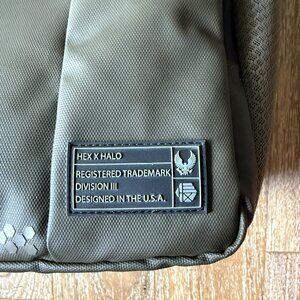 HEX X HALO
REGISTERED TRADEMARK
DIVISION III
DESIGNED IN THE U.S.A.